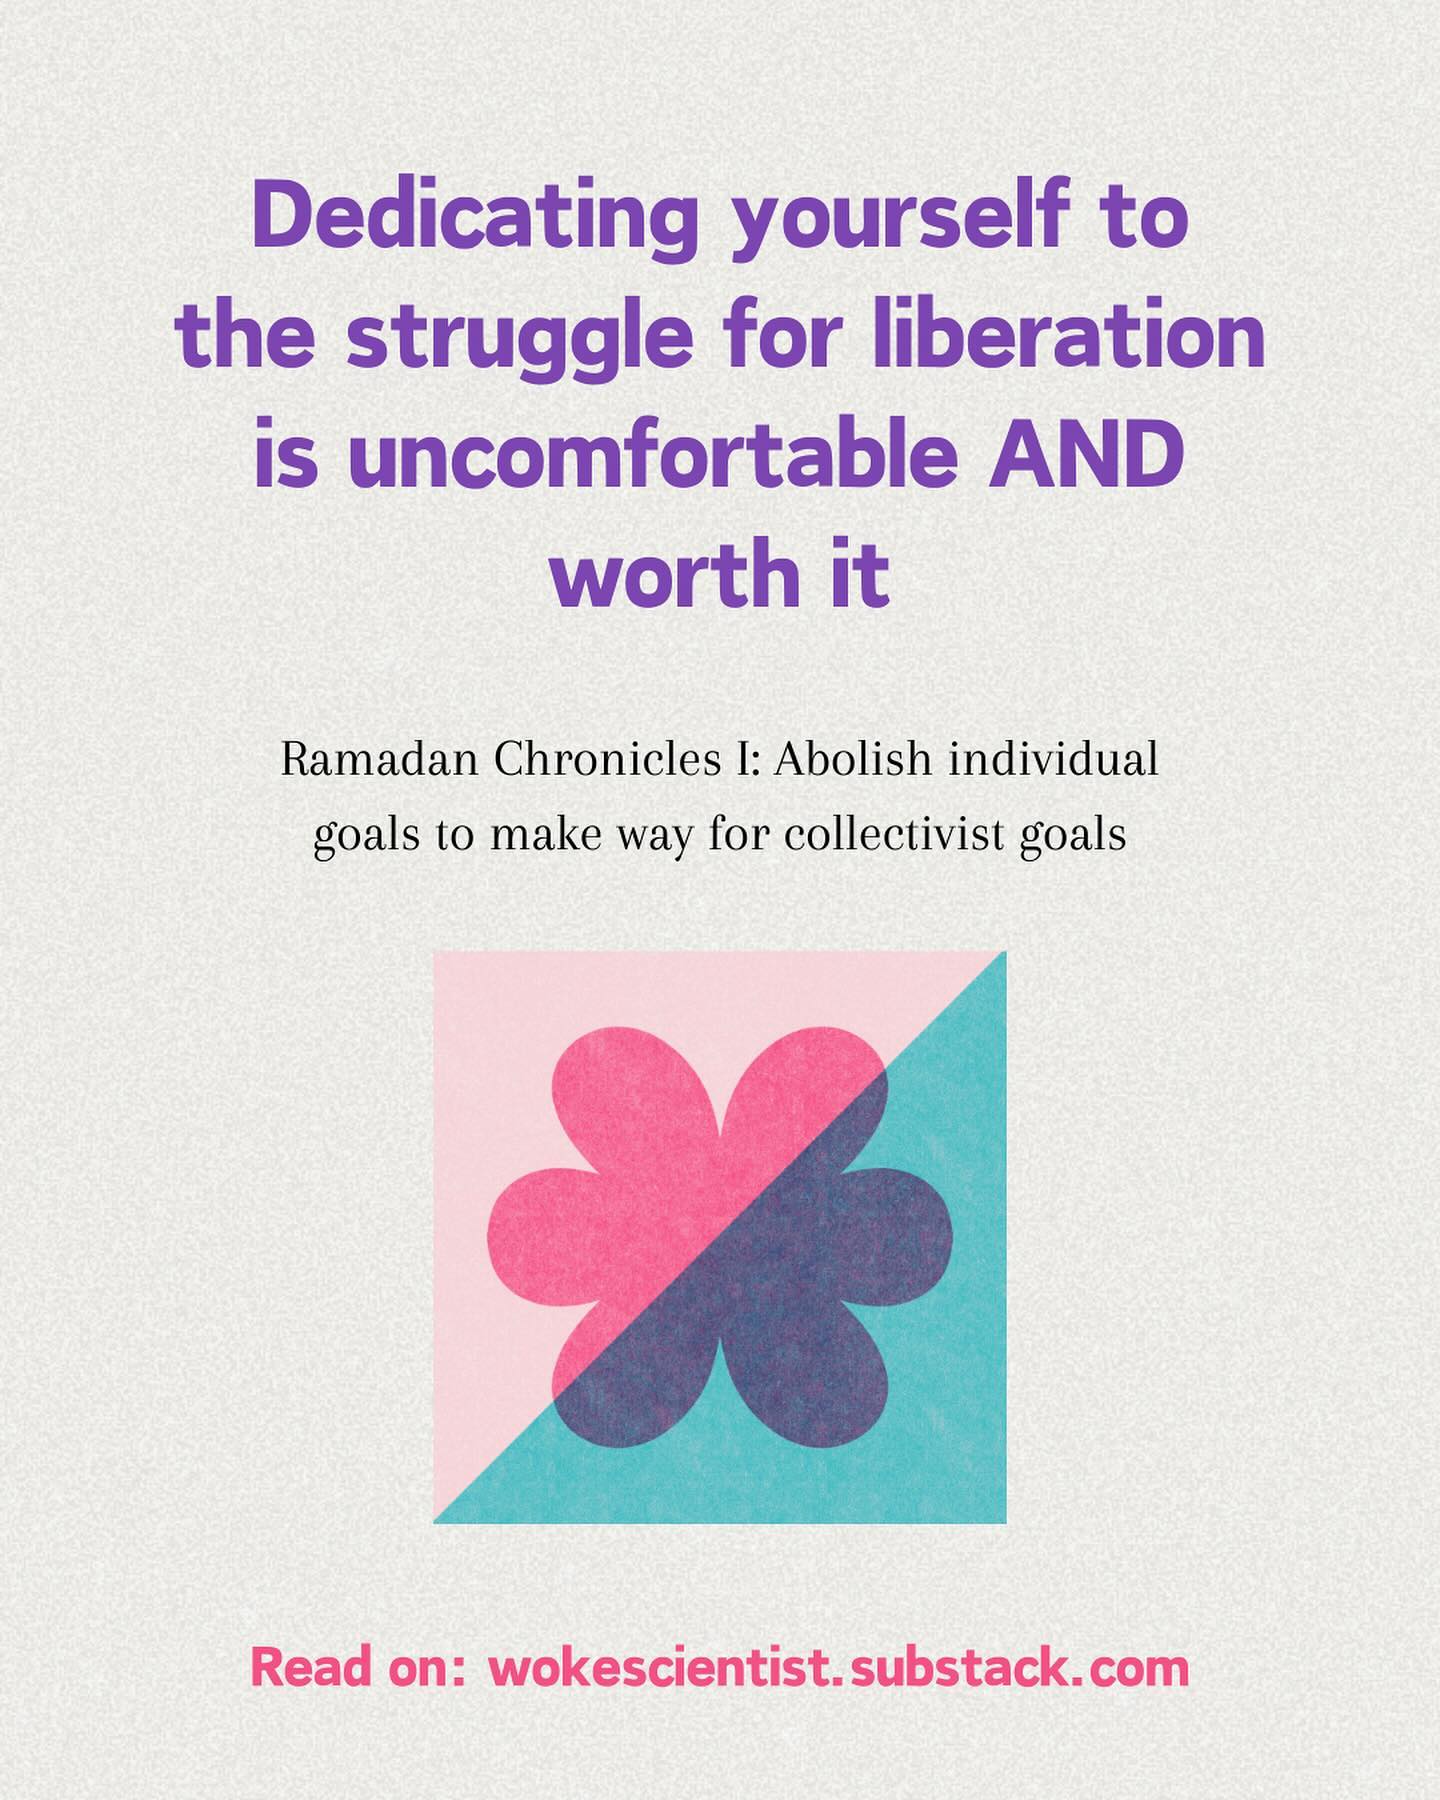 Dedicating yourself to
the struggle for liberation
is uncomfortable AND
worth it
Ramadan Chronicles I: Abolish individual
goals to make way for collectivist goals
Read on: wokescientist.substack.com